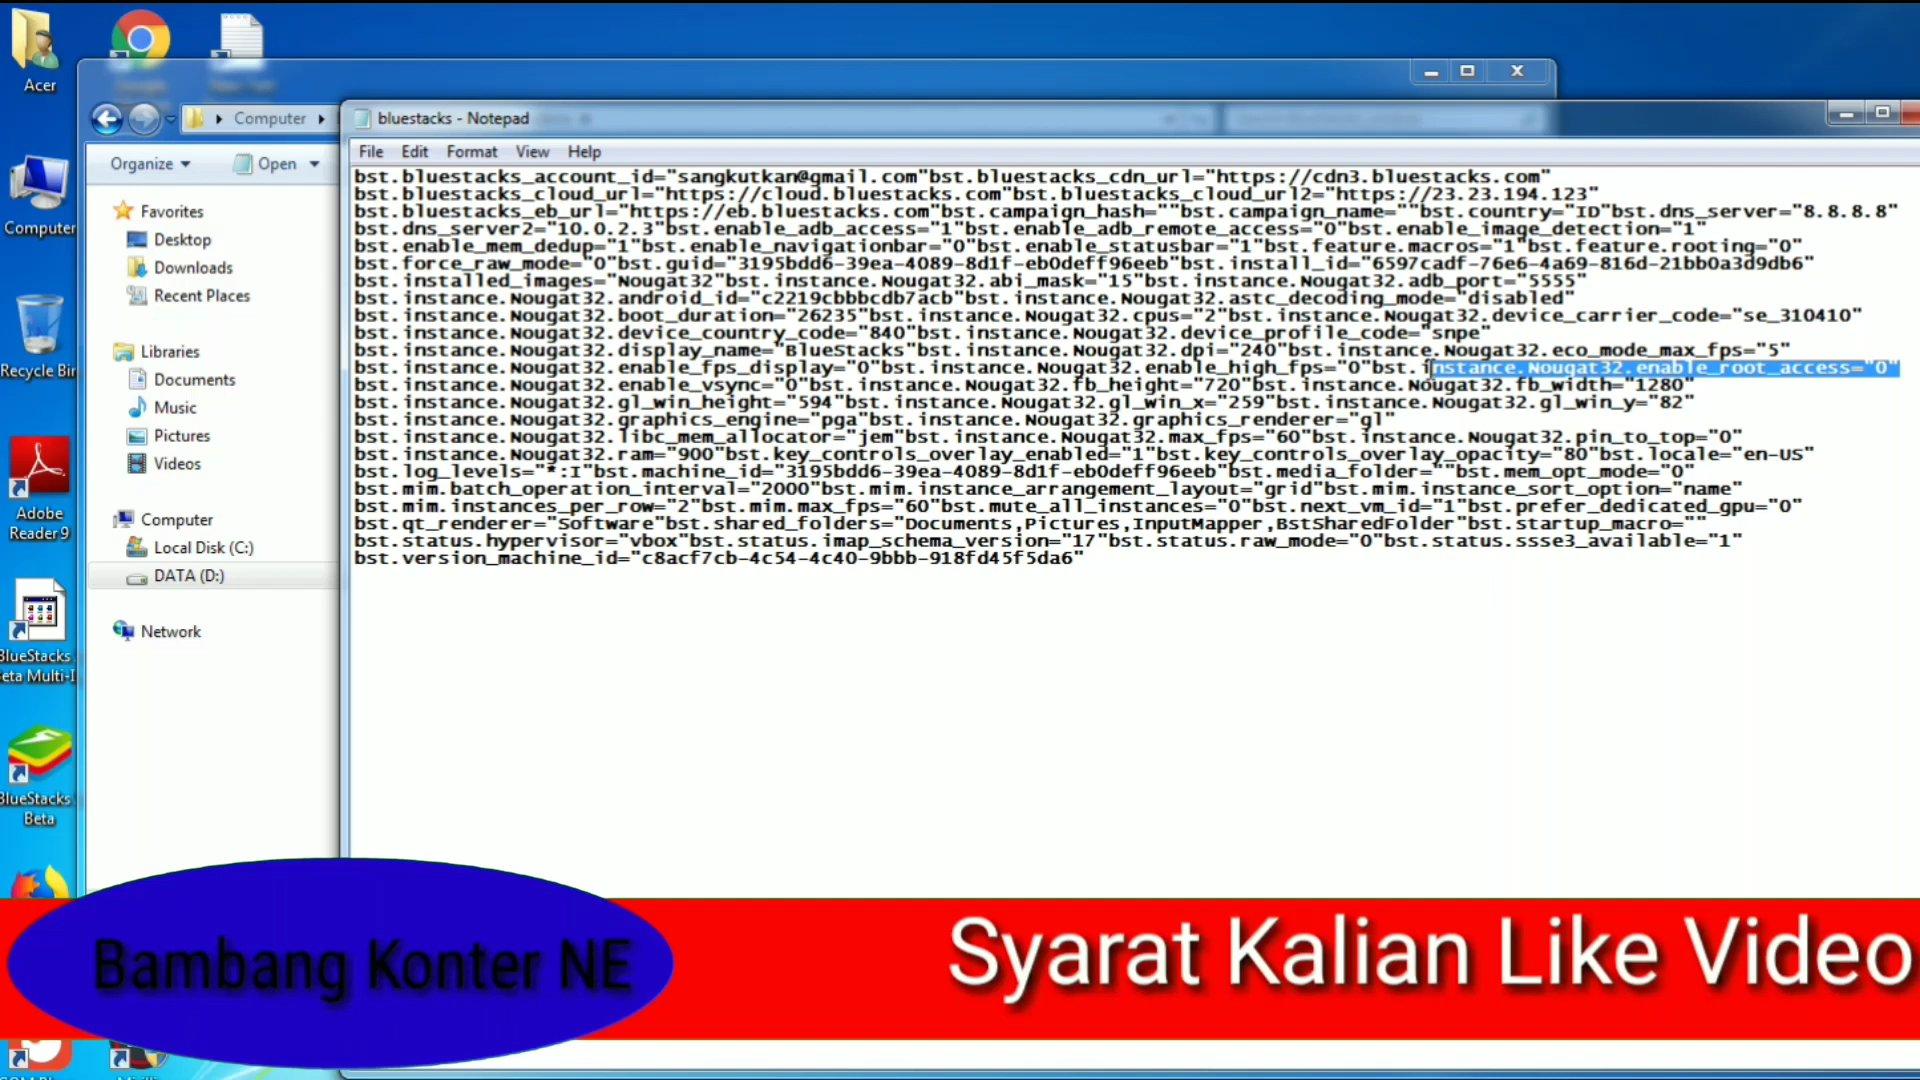 Acer
Computer
bluestacks - Notepad
Organize
Open
File Edit Format View Help
Favorites
Desktop
Downloads
Recent Places
Libraries
Documents
Music
Pictures
Videos
Computer
Local Disk (C:)
DATA (D:)
Network
Computer
Recycle Bin
Adobe
Reader 9
BlueStacks
Beta Multi-I
BlueStacks
Beta
bst.bluestacks_account_id="sangkutkan@gmail.com"bst.bluestacks_cdn_url="https://cdn3.bluestacks.com"
bst.bluestacks_cloud_url="https://cloud.bluestacks.com"bst.bluestacks_cloud_url2="https://23.23.194.123"
bst.bluestacks_eb_url="https://eb.bluestacks.com"bst.campaign_hash=""bst.campaign_name=""bst.country="ID"bst.dns_server="8.8.8.8"
bst.dns_server2="10.0.2.3"bst.enable_adb_access="1"bst.enable_adb_remote_access="0"bst.enable_image_detection="1"
bst.enable_mem_dedup="1"bst.enable_navigationbar="0"bst.enable_statusbar="1"bst.feature.macros="1"bst.feature.rooting="0"
bst.force_raw_mode="0"bst.guid="3195bdd6-39ea-4089-8d1f-eb0deff96eeb"bst.install_id="6597cadf-76e6-4a69-816d-21bb0a3d9db6"
bst.installed_images="Nougat32"bst.instance.Nougat32.abi_mask="15"bst.instance.Nougat32.adb_port="5555"
bst.instance.Nougat32.android_id="c2219cbbbcdb7acb"bst.instance.Nougat32.astc_decoding_mode="disabled"
bst.instance.Nougat32.boot_duration="26235"bst.instance.Nougat32.cpus="2"bst.instance.Nougat32.device_carrier_code="se_310410"
bst.instance.Nougat32.device_country_code="840"bst.instance.Nougat32.device_profile_code="snpe"
bst.instance.Nougat32.display_name="BlueStacks"bst.instance.Nougat32.dpi="240"bst.instance.Nougat32.eco_mode_max_fps="5"
bst.instance.Nougat32.enable_fps_display="0"bst.instance.Nougat32.enable_high_fps="0"bst.instance.Nougat32.enable_root_access="0"
bst.instance.Nougat32.enable_vsync="0"bst.instance.Nougat32.fb_height="720"bst.instance.Nougat32.fb_width="1280"
bst.instance.Nougat32.gl_win_height="594"bst.instance.Nougat32.gl_win_x="259"bst.instance.Nougat32.gl_win_y="82"
bst.instance.Nougat32.graphics_engine="pga"bst.instance.Nougat32.graphics_renderer="gl"
bst.instance.Nougat32.libc_mem_allocator="jem"bst.instance.Nougat32.max_fps="60"bst.instance.Nougat32.pin_to_top="0"
bst.instance.Nougat32.ram="900"bst.key_controls_overlay_enabled="1"bst.key_controls_overlay_opacity="80"bst.locale="en-US"
bst.log_levels="*:I"bst.machine_id="3195bdd6-39ea-4089-8d1f-eb0deff96eeb"bst.media_folder=""bst.mem_opt_mode="0"
bst.mim.batch_operation_interval="2000"bst.mim.instance_arrangement_layout="grid"bst.mim.instance_sort_option="name"
bst.mim.instances_per_row="2"bst.mim.max_fps="60"bst.mute_all_instances="0"bst.next_vm_id="1"bst.prefer_dedicated_gpu="0"
bst.qt_renderer="Software"bst.shared_folders="Documents,Pictures,InputMapper,BstSharedFolder"bst.startup_macro=""
bst.status.hypervisor="vbox"bst.status.imap_schema_version="17"bst.status.raw_mode="0"bst.status.ssse3_available="1"
bst.version_machine_id="c8acf7cb-4c54-4c40-9bbb-918fd45f5da6"
Bambang Konter NE
Syarat Kalian Like Video